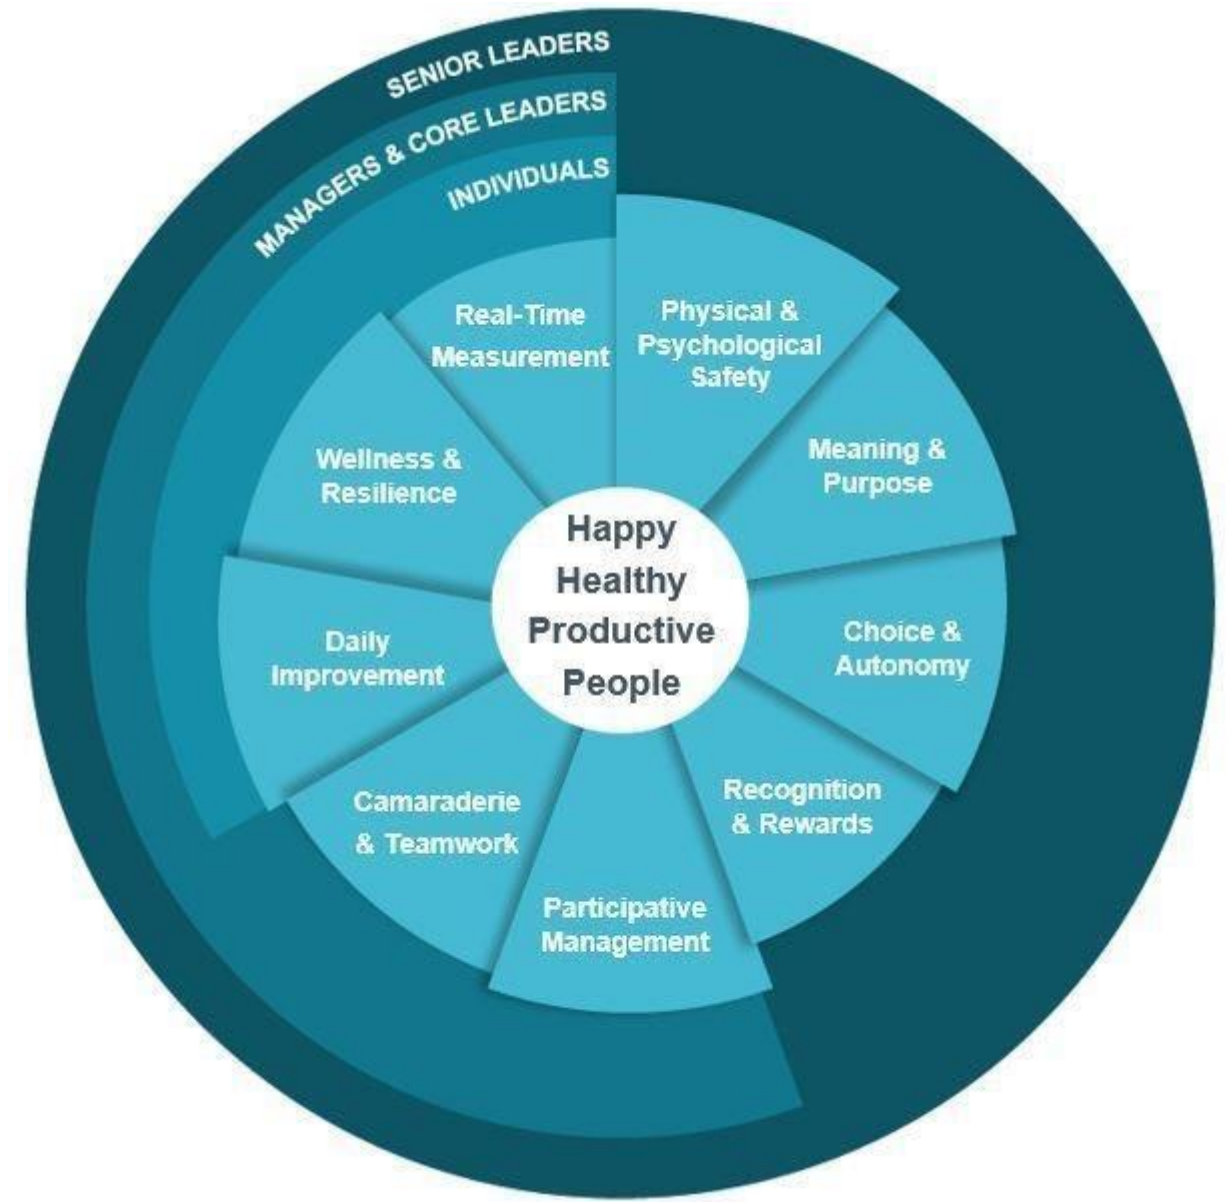 SENIOR LEADERS
MANAGERS & CORE LEADERS
INDIVIDUALS
Real-Time
Measurement
Physical &
Psychological
Safety
Meaning &
Purpose
Choice &
Autonomy
Recognition
& Rewards
Participative
Management
Camaraderie
& Teamwork
Daily
Improvement
Wellness &
Resilience
Happy
Healthy
Productive
People